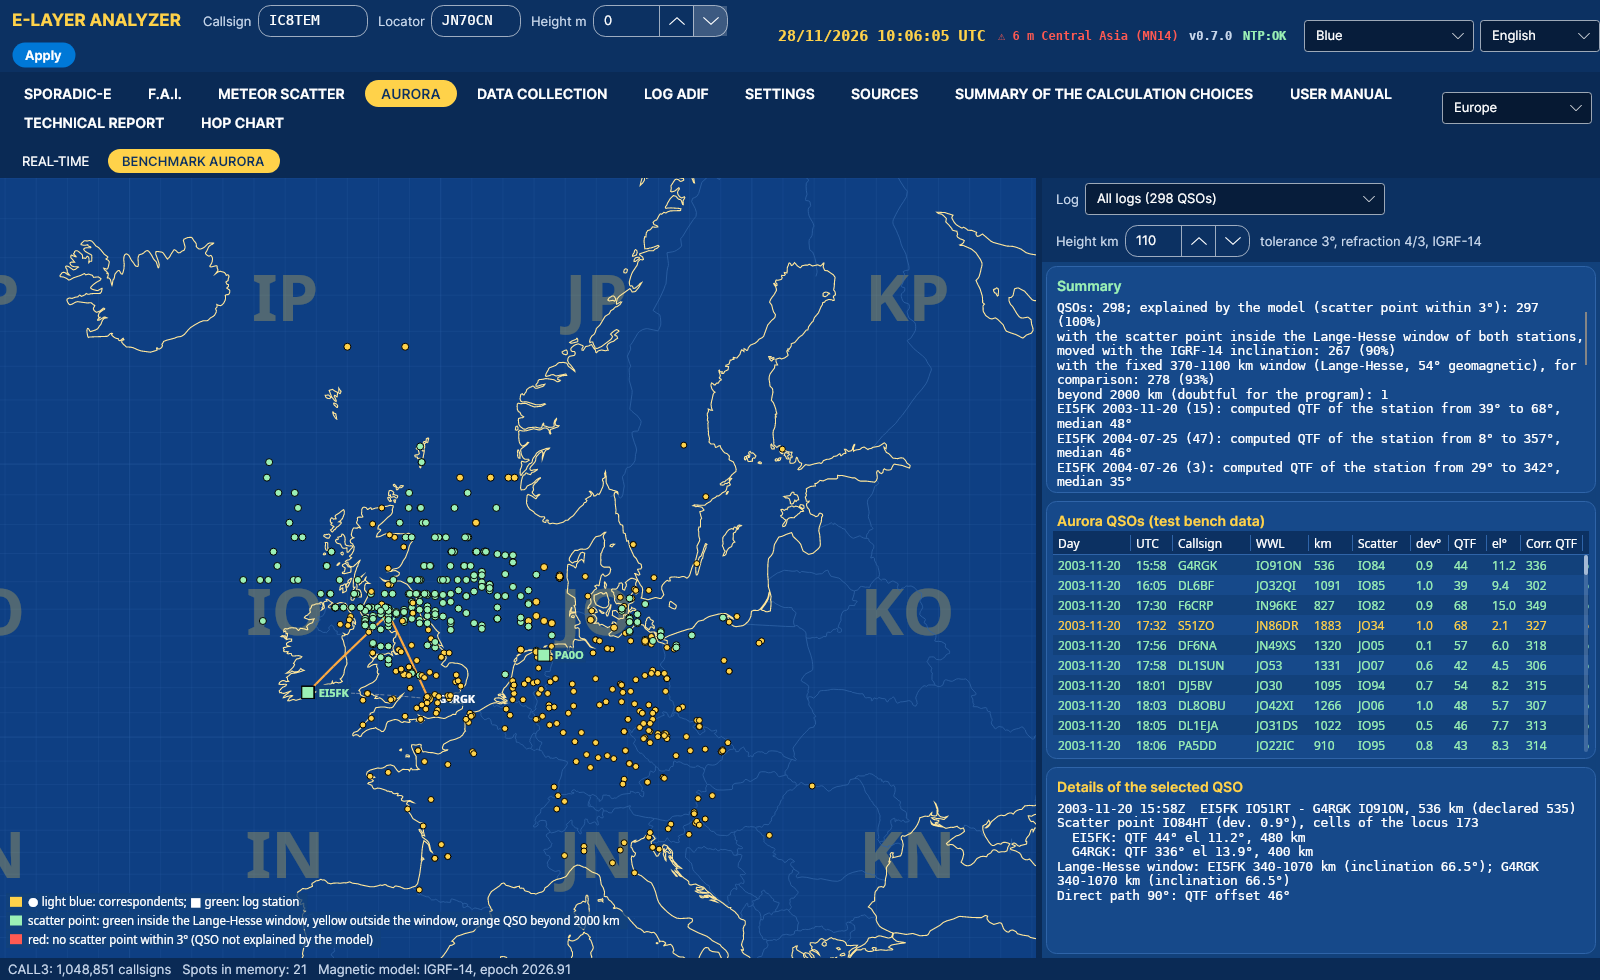 E-LAYER ANALYZER Callsign IC8TEM Locator JN70CN Height m 0
28/11/2026 10:06:05 UTC ⚠ 6 m Central Asia (MN14) v0.7.0 NTP:OK Blue English
Apply
SPORADIC-E F.A.I. METEOR SCATTER AURORA DATA COLLECTION LOG ADIF SETTINGS SOURCES SUMMARY OF THE CALCULATION CHOICES USER MANUAL
Europe
TECHNICAL REPORT HOP CHART
REAL-TIME BENCHMARK AURORA
Log All logs (298 QSOs)
Height km 110 tolerance 3°, refraction 4/3, IGRF-14
P IP JP KP
O IO JO KO
N IN JN KN
EI5FK
PA0O
RGK
Summary
QSOs: 298; explained by the model (scatter point within 3°): 297
(100%)
with the scatter point inside the Lange-Hesse window of both stations,
moved with the IGRF-14 inclination: 267 (90%)
with the fixed 370-1100 km window (Lange-Hesse, 54° geomagnetic), for
comparison: 278 (93%)
beyond 2000 km (doubtful for the program): 1
EI5FK 2003-11-20 (15): computed QTF of the station from 39° to 68°,
median 48°
EI5FK 2004-07-25 (47): computed QTF of the station from 8° to 357°,
median 46°
EI5FK 2004-07-26 (3): computed QTF of the station from 29° to 342°,
median 35°
Aurora QSOs (test bench data)
Day UTC Callsign WWL km Scatter dev° QTF el° Corr. QTF
2003-11-20 15:58 G4RGK IO91ON 536 IO84 0.9 44 11.2 336
2003-11-20 16:05 DL6BF JO32QI 1091 IO85 1.0 39 9.4 302
2003-11-20 17:30 F6CRP IN96KE 827 IO82 0.9 68 15.0 349
2003-11-20 17:32 S51ZO JN86DR 1883 JO34 1.0 68 2.1 327
2003-11-20 17:56 DF6NA JN49XS 1320 JO05 0.1 57 6.0 318
2003-11-20 17:58 DL1SUN JO53 1331 JO07 0.6 42 4.5 306
2003-11-20 18:01 DJ5BV JO30 1095 IO94 0.7 54 8.2 315
2003-11-20 18:03 DL8OBU JO42XI 1266 JO06 1.0 48 5.7 307
2003-11-20 18:05 DL1EJA JO31DS 1022 IO95 0.5 46 7.7 313
2003-11-20 18:06 PA5DD JO22IC 910 IO95 0.8 43 8.3 314
Details of the selected QSO
2003-11-20 15:58Z EI5FK IO51RT - G4RGK IO91ON, 536 km (declared 535)
Scatter point IO84HT (dev. 0.9°), cells of the locus 173
EI5FK: QTF 44° el 11.2°, 480 km
G4RGK: QTF 336° el 13.9°, 400 km
Lange-Hesse window: EI5FK 340-1070 km (inclination 66.5°); G4RGK
340-1070 km (inclination 66.5°)
Direct path 90°: QTF offset 46°
light blue: correspondents; green: log station
scatter point: green inside the Lange-Hesse window, yellow outside the window, orange QSO beyond 2000 km
red: no scatter point within 3° (QSO not explained by the model)
CALL3: 1,048,851 callsigns Spots in memory: 21 Magnetic model: IGRF-14, epoch 2026.91